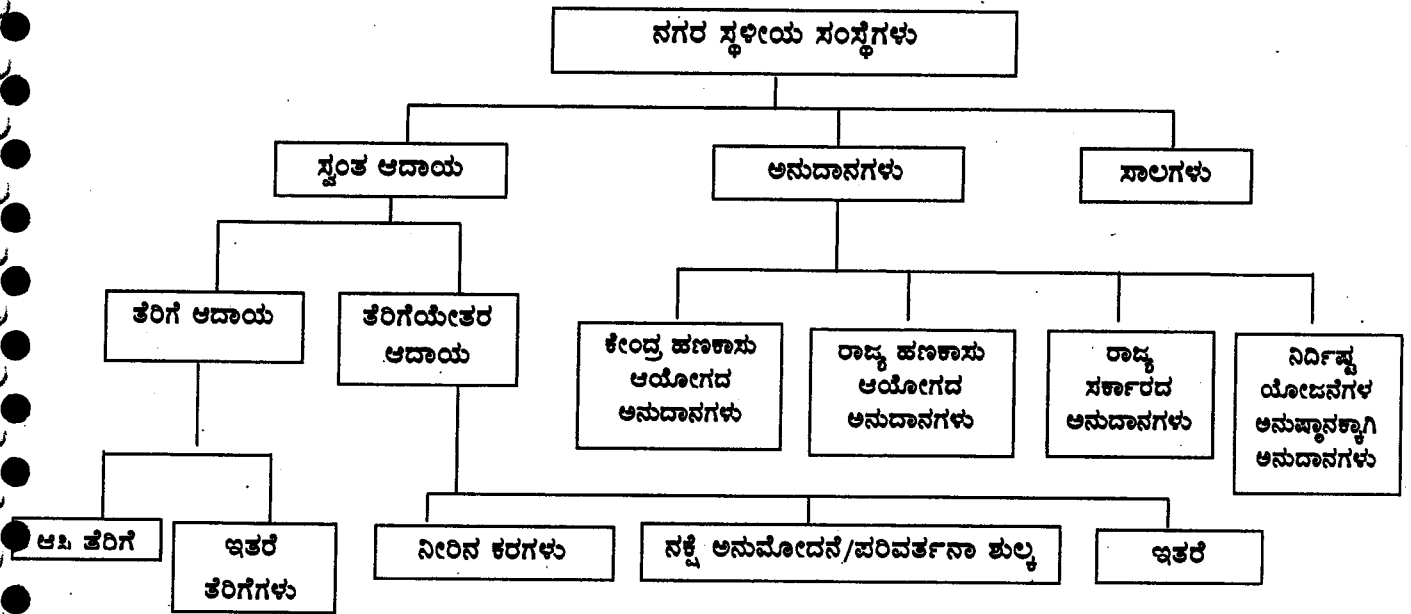 ನಗರ ಸ್ಥಳೀಯ ಸಂಸ್ಥೆಗಳು
ಸ್ವಂತ ಆದಾಯ
ಅನುದಾನಗಳು
ಸಾಲಗಳು
ತೆರಿಗೆ ಆದಾಯ
ತೆರಿಗೆಯೇತರ
ಆದಾಯ
ಕೇಂದ್ರ ಹಣಕಾಸು
ಆಯೋಗದ
ಅನುದಾನಗಳು
ರಾಜ್ಯ ಹಣಕಾಸು
ಆಯೋಗದ
ಅನುದಾನಗಳು
ರಾಜ್ಯ
ಸರ್ಕಾರದ
ಅನುದಾನಗಳು
ನಿರ್ದಿಷ್ಟ
ಯೋಜನೆಗಳ
ಅನುಷ್ಠಾನಕ್ಕಾಗಿ
ಅನುದಾನಗಳು
ಆಸ್ತಿ ತೆರಿಗೆ
ಇತರೆ
ತೆರಿಗೆಗಳು
ನೀರಿನ ಕರಗಳು
ನಕ್ಷೆ ಅನುಮೋದನೆ/ಪರಿವರ್ತನಾ ಶುಲ್ಕ
ಇತರೆ